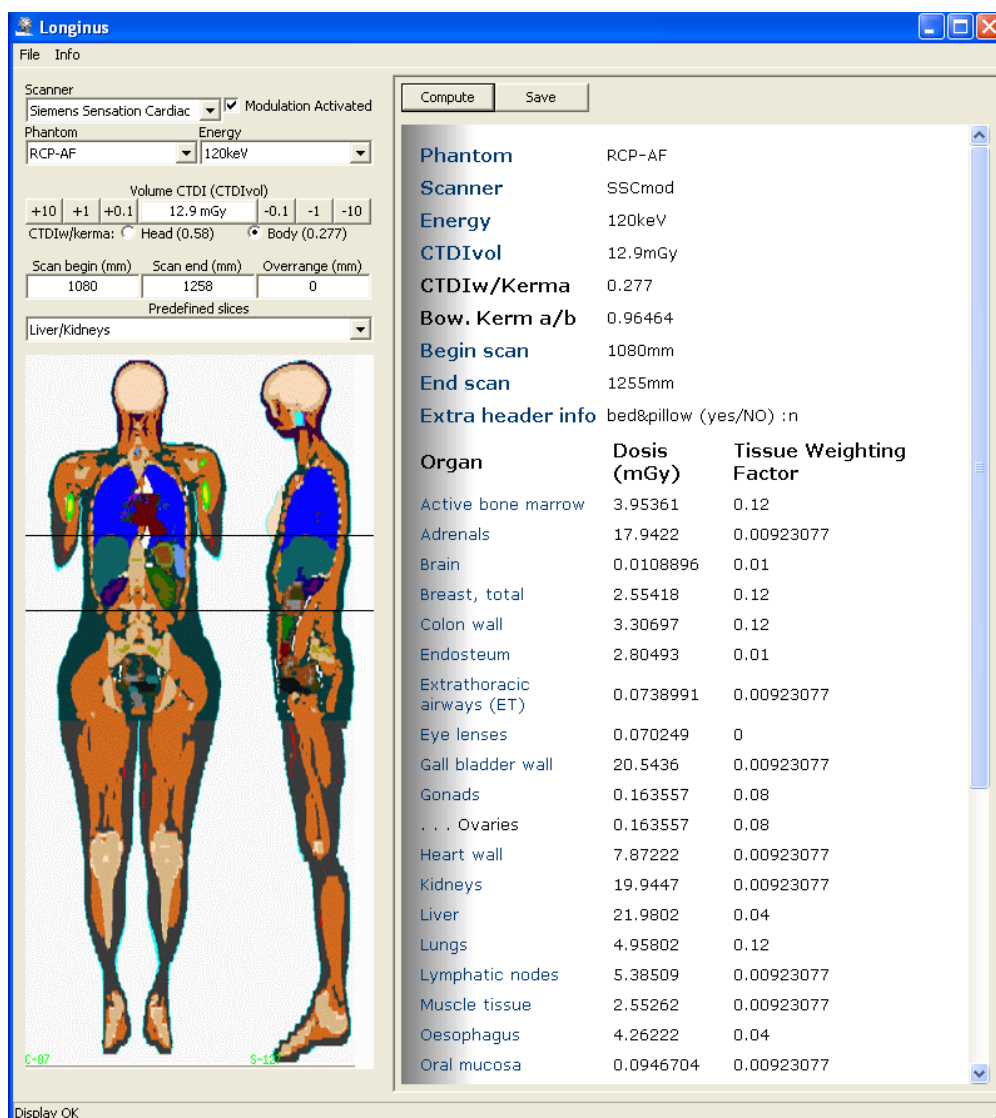 Longinus
File Info
Scanner
Siemens Sensation Cardiac Modulation Activated
Phantom Energy
RCP-AF 120keV
Volume CTDI (CTDIvol)
+10 +1 +0.1 12.9 mGy -0.1 -1 -10
CTDIw/kerma: Head (0.58) Body (0.277)
Scan begin (mm) Scan end (mm) Overrange (mm)
1080 1258 0
Predefined slices
Liver/Kidneys
C-87 S-127
Compute Save
Phantom RCP-AF
Scanner SSCmod
Energy 120keV
CTDIvol 12.9mGy
CTDIw/Kerma 0.277
Bow. Kerm a/b 0.96464
Begin scan 1080mm
End scan 1255mm
Extra header info bed&pillow (yes/NO) :n
Organ Dosis (mGy) Tissue Weighting Factor
Active bone marrow 3.95361 0.12
Adrenals 17.9422 0.00923077
Brain 0.0108896 0.01
Breast, total 2.55418 0.12
Colon wall 3.30697 0.12
Endosteum 2.80493 0.01
Extrathoracic airways (ET) 0.0738991 0.00923077
Eye lenses 0.070249 0
Gall bladder wall 20.5436 0.00923077
Gonads 0.163557 0.08
. . . Ovaries 0.163557 0.08
Heart wall 7.87222 0.00923077
Kidneys 19.9447 0.00923077
Liver 21.9802 0.04
Lungs 4.95802 0.12
Lymphatic nodes 5.38509 0.00923077
Muscle tissue 2.55262 0.00923077
Oesophagus 4.26222 0.04
Oral mucosa 0.0946704 0.00923077
Display OK